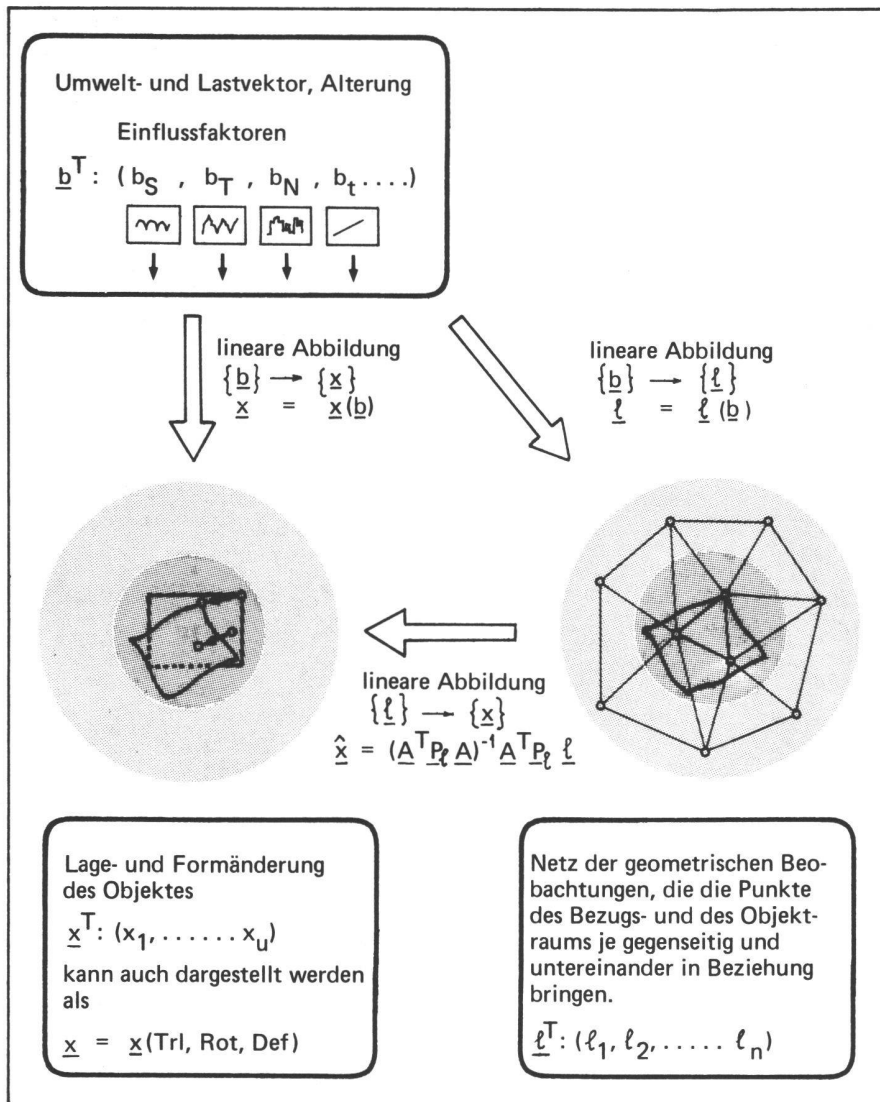 Umwelt- und Lastvektor, Alterung
Einflussfaktoren
b^T: (b_S , b_T , b_N , b_t ....)
lineare Abbildung
{b} → {x}
x = x(b)
lineare Abbildung
{b} → {ℓ}
ℓ = ℓ(b)
lineare Abbildung
{ℓ} → {x}
x̂ = (A^T P_ℓ A)^-1 A^T P_ℓ ℓ
Lage- und Formänderung
des Objektes
x^T: (x_1, ...... x_u)
kann auch dargestellt werden
als
x = x(Trl, Rot, Def)
Netz der geometrischen Beo-
bachtungen, die die Punkte
des Bezugs- und des Objekt-
raums je gegenseitig und
untereinander in Beziehung
bringen.
ℓ^T: (ℓ_1, ℓ_2, ..... ℓ_n)